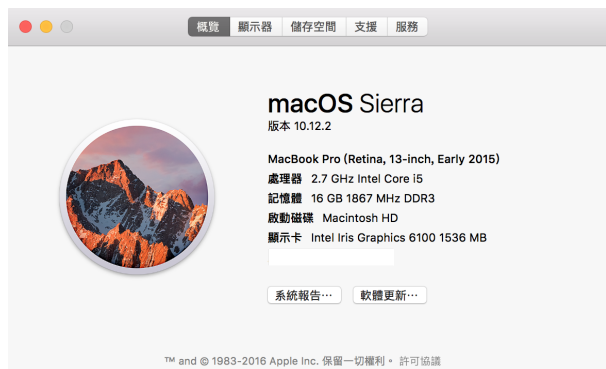 概覽 顯示器 儲存空間 支援 服務
macOS Sierra
版本 10.12.2
MacBook Pro (Retina, 13-inch, Early 2015)
處理器 2.7 GHz Intel Core i5
記憶體 16 GB 1867 MHz DDR3
啟動磁碟 Macintosh HD
顯示卡 Intel Iris Graphics 6100 1536 MB
系統報告⋯ 軟體更新⋯
™ and © 1983-2016 Apple Inc. 保留一切權利。 許可協議